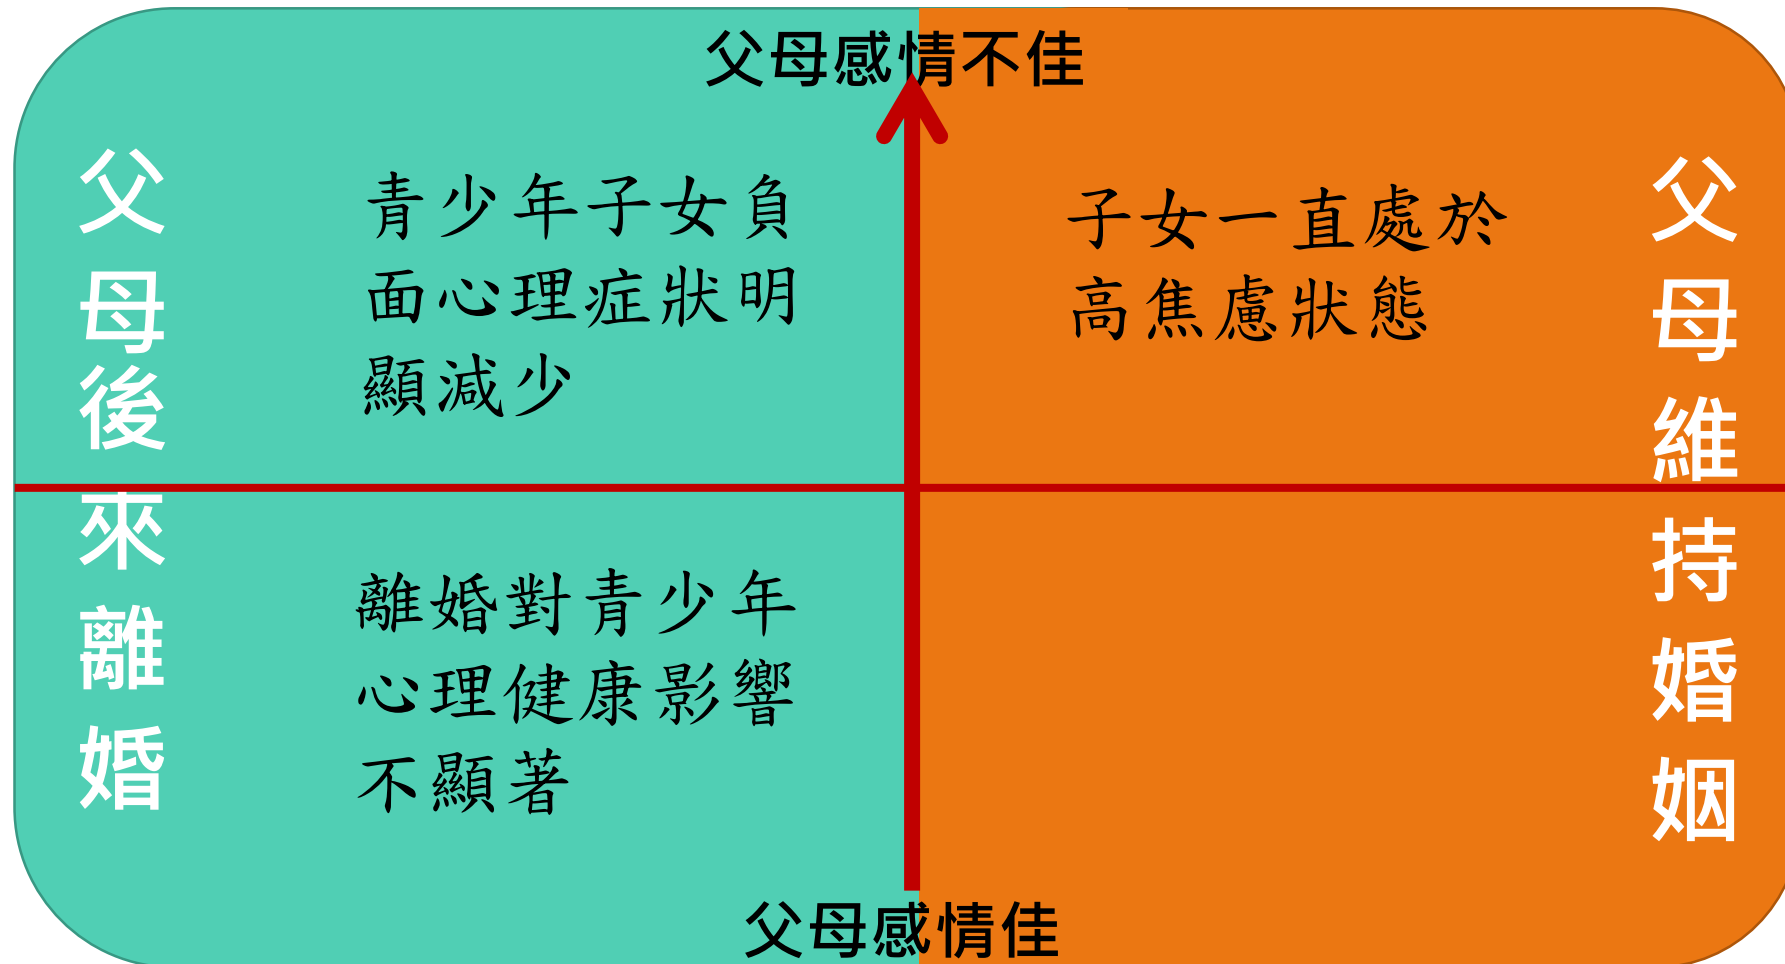 父母感情不佳
父母後來離婚
青少年子女負
面心理症狀明
顯減少
子女一直處於
高焦慮狀態
父母維持婚姻
離婚對青少年
心理健康影響
不顯著
父母感情佳